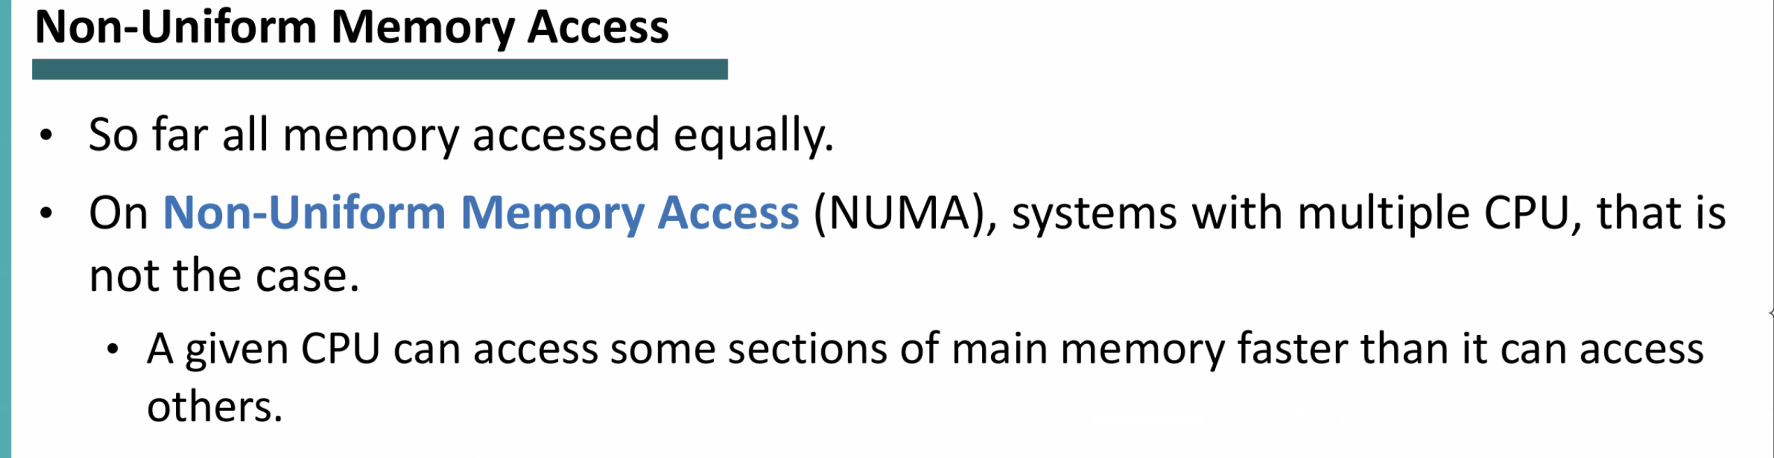 Non-Uniform Memory Access
• So far all memory accessed equally.
• On Non-Uniform Memory Access (NUMA), systems with multiple CPU, that is
not the case.
• A given CPU can access some sections of main memory faster than it can access
others.